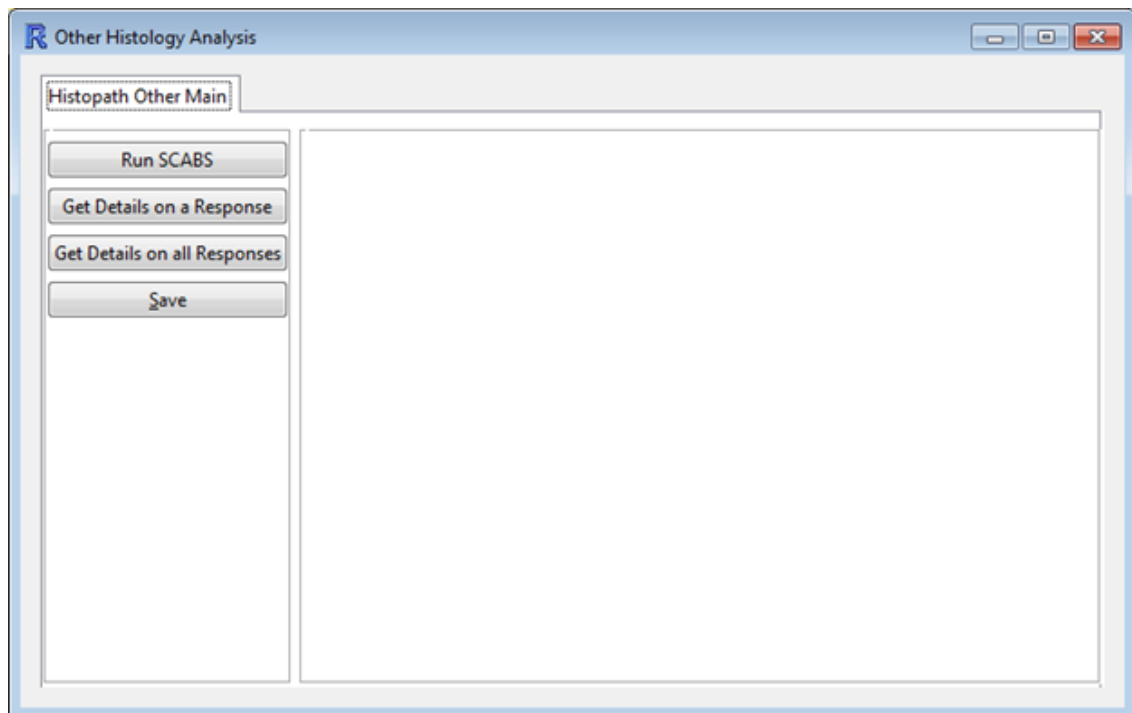 Other Histology Analysis
Histopath Other Main
Run SCABS
Get Details on a Response
Get Details on all Responses
Save